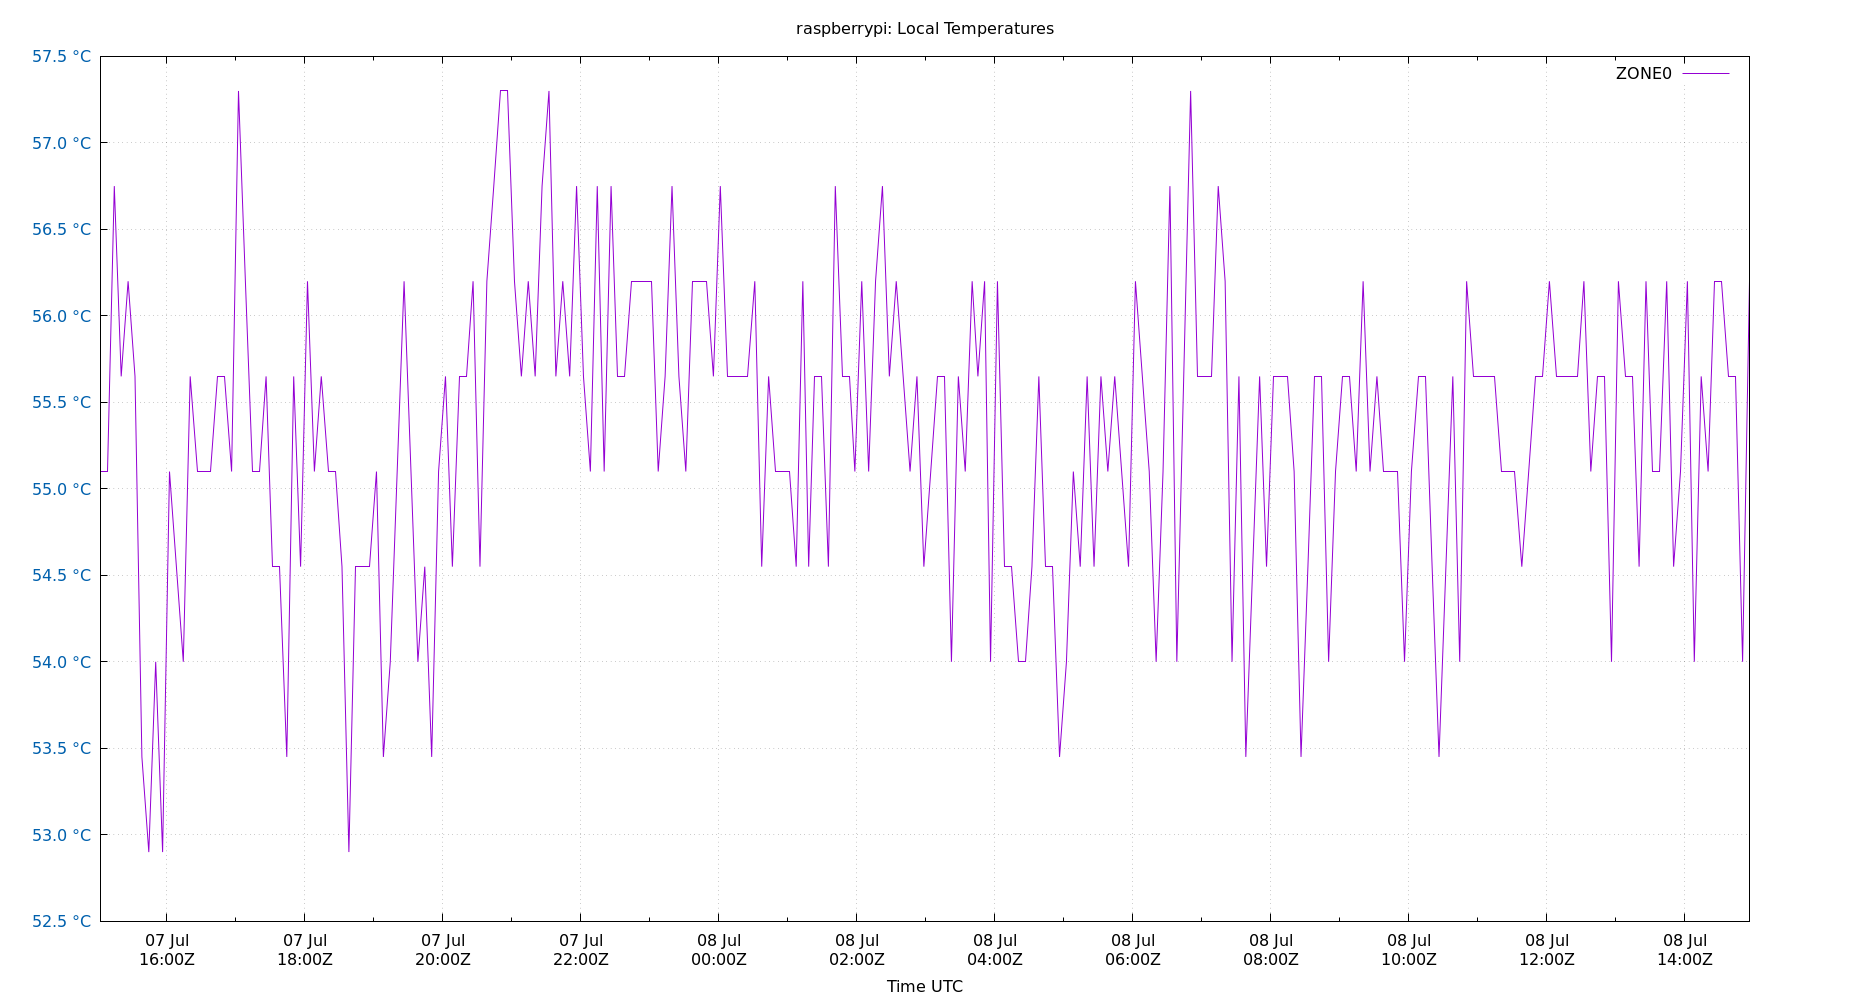 raspberrypi: Local Temperatures
57.5 °C
ZONE0
57.0 °C
56.5 °C
56.0 °C
55.5 °C
55.0 °C
54.5 °C
54.0 °C
53.5 °C
53.0 °C
52.5 °C
07 Jul 07 Jul 07 Jul 07 Jul 08 Jul 08 Jul 08 Jul 08 Jul 08 Jul 08 Jul 08 Jul 08 Jul
16:00Z 18:00Z 20:00Z 22:00Z 00:00Z 02:00Z 04:00Z 06:00Z 08:00Z 10:00Z 12:00Z 14:00Z
Time UTC